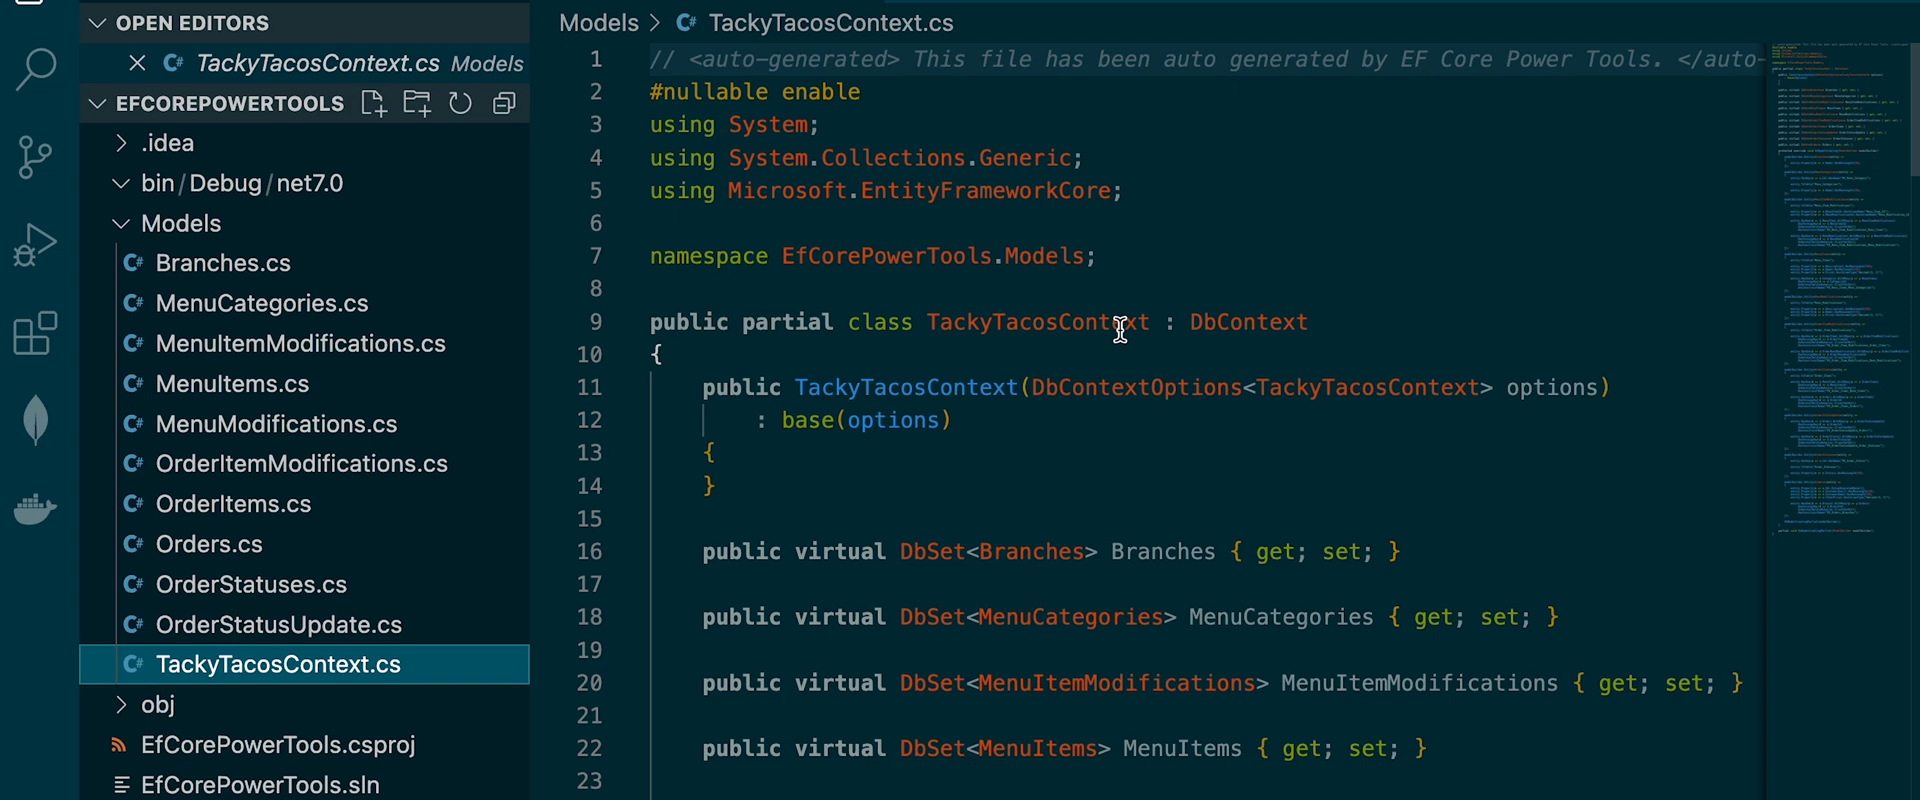 OPEN EDITORS
TackyTacosContext.cs Models
EFCOREPOWERTOOLS
.idea
bin/Debug/net7.0
Models
C# Branches.cs
C# MenuCategories.cs
C# MenuItemModifications.cs
C# MenuItems.cs
C# MenuModifications.cs
C# OrderItemModifications.cs
C# OrderItems.cs
C# Orders.cs
C# OrderStatuses.cs
C# OrderStatusUpdate.cs
C# TackyTacosContext.cs
obj
EfCorePowerTools.csproj
EfCorePowerTools.sln
Models > C# TackyTacosContext.cs
1 // <auto-generated> This file has been auto generated by EF Core Power Tools. </auto-
2 #nullable enable
3 using System;
4 using System.Collections.Generic;
5 using Microsoft.EntityFrameworkCore;
6
7 namespace EfCorePowerTools.Models;
8
9 public partial class TackyTacosContext : DbContext
10 {
11 public TackyTacosContext(DbContextOptions<TackyTacosContext> options)
12 : base(options)
13 {
14 }
15
16 public virtual DbSet<Branches> Branches { get; set; }
17
18 public virtual DbSet<MenuCategories> MenuCategories { get; set; }
19
20 public virtual DbSet<MenuItemModifications> MenuItemModifications { get; set; }
21
22 public virtual DbSet<MenuItems> MenuItems { get; set; }
23